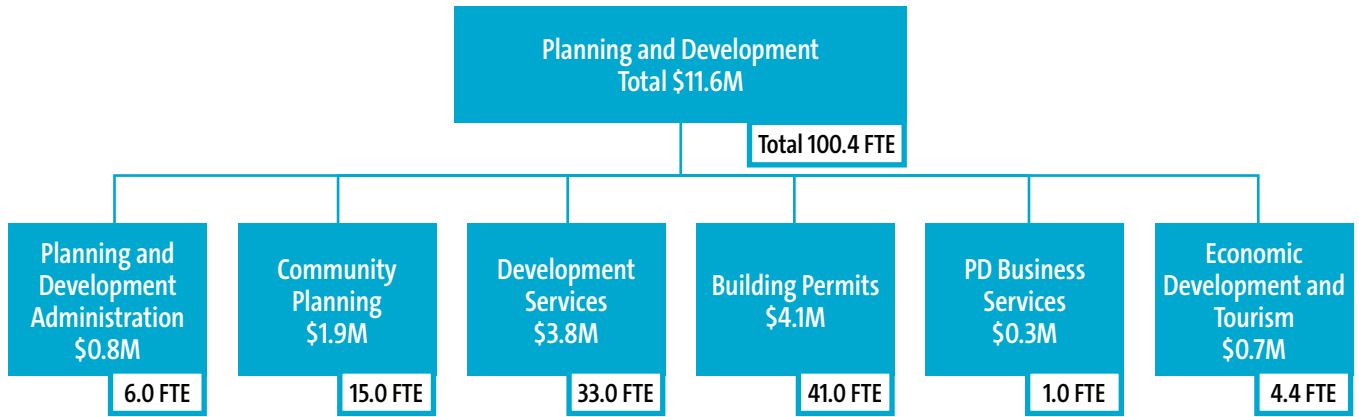 Planning and Development
Total $11.6M
Total 100.4 FTE
Planning and
Development
Administration
$0.8M
6.0 FTE
Community
Planning
$1.9M
15.0 FTE
Development
Services
$3.8M
33.0 FTE
Building Permits
$4.1M
41.0 FTE
PD Business
Services
$0.3M
1.0 FTE
Economic
Development and
Tourism
$0.7M
4.4 FTE